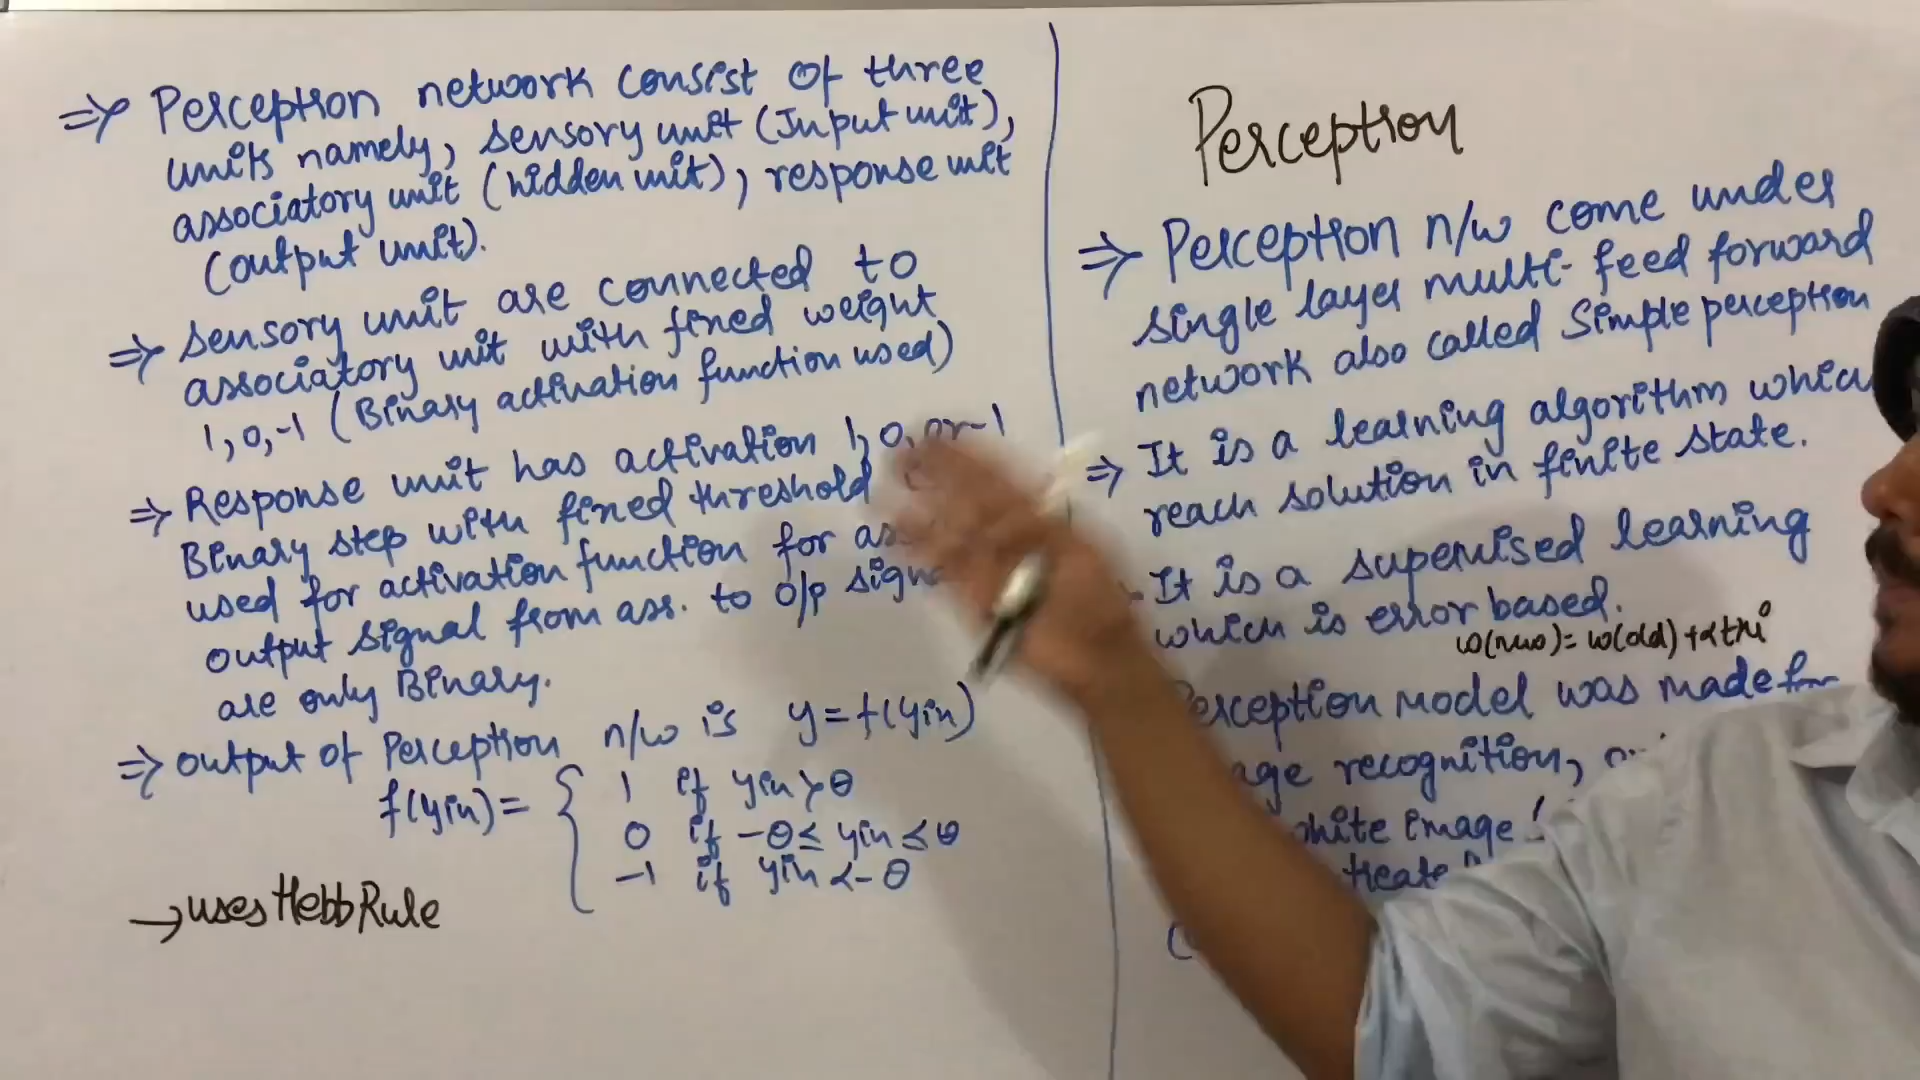 ⇒ Perception network consist of three
units namely, sensory unit (Input unit),
associatory unit (hidden unit), response unit
(output unit).
⇒ sensory unit are connected to
associatory unit with fixed weight
1, 0, -1 (Binary activation function used)
⇒ Response unit has activation 1, 0, or -1
Binary step with fixed threshold
used for activation function for
output signal from ass. to o/p
are only Binary.
⇒ output of Perception n/w is y = f(yin)
f(yin) = { 1 if yin > θ
0 if -θ ≤ yin ≤ θ
-1 if yin < -θ
→ uses Hebb Rule
Perception
⇒ Perception n/w come under
single layer multi-feed forward
network also called Simple perception
⇒ It is a learning algorithm
reach solution in finite state.
It is a supervised learning
which is error based.
w(new) = w(old) + αtxi
Perception model was made for
recognition,
image